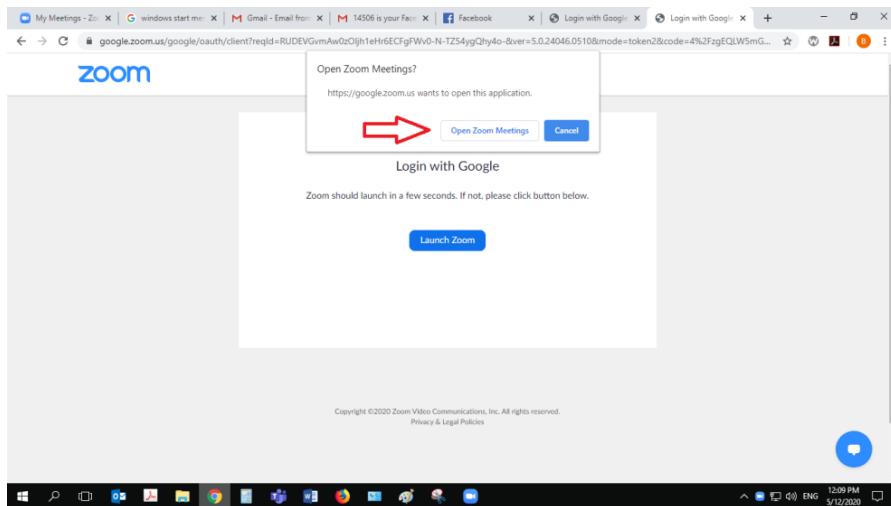 My Meetings - Zo
windows start me
Gmail - Email from
14506 is your Face
Facebook
Login with Google
Login with Google
google.zoom.us/google/oauth/client?reqId=RUDEVGvmAw0zOljh1eHr6ECFgFWv0-N-TZ54ygQhy4o-&ver=5.0.24046.0510&mode=token2&code=4%2FzgEQLW5mG...
B
zoom
Open Zoom Meetings?
https://google.zoom.us wants to open this application.
Open Zoom Meetings
Cancel
Login with Google
Zoom should launch in a few seconds. If not, please click button below.
Launch Zoom
Copyright ©2020 Zoom Video Communications, Inc. All rights reserved.
Privacy & Legal Policies
ENG
12:09 PM
5/12/2020